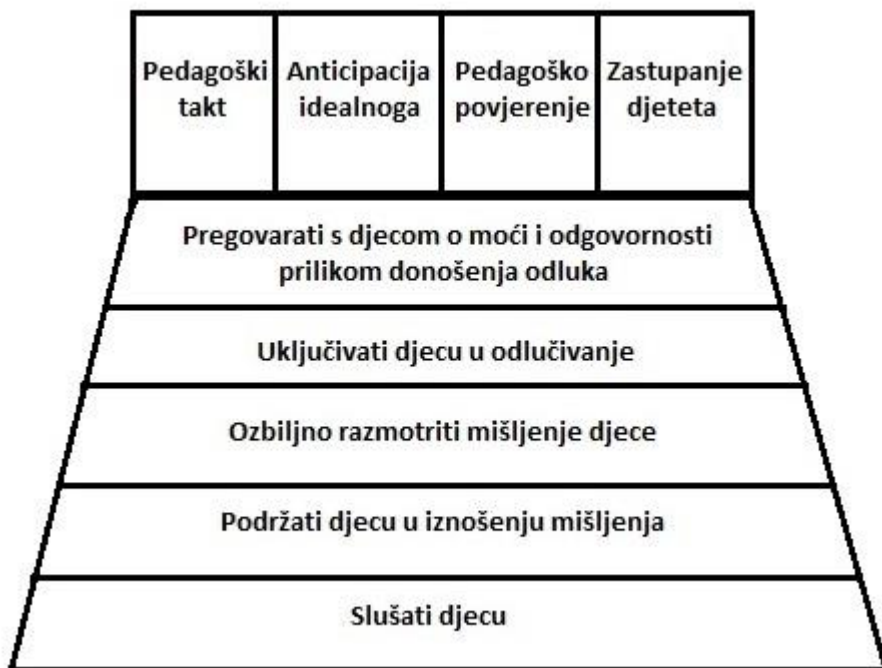 Pedagoški
takt
Anticipacija
idealnoga
Pedagoško
povjerenje
Zastupanje
djeteta
Pregovarati s djecom o moći i odgovornosti
prilikom donošenja odluka
Uključivati djecu u odlučivanje
Ozbiljno razmotriti mišljenje djece
Podržati djecu u iznošenju mišljenja
Slušati djecu